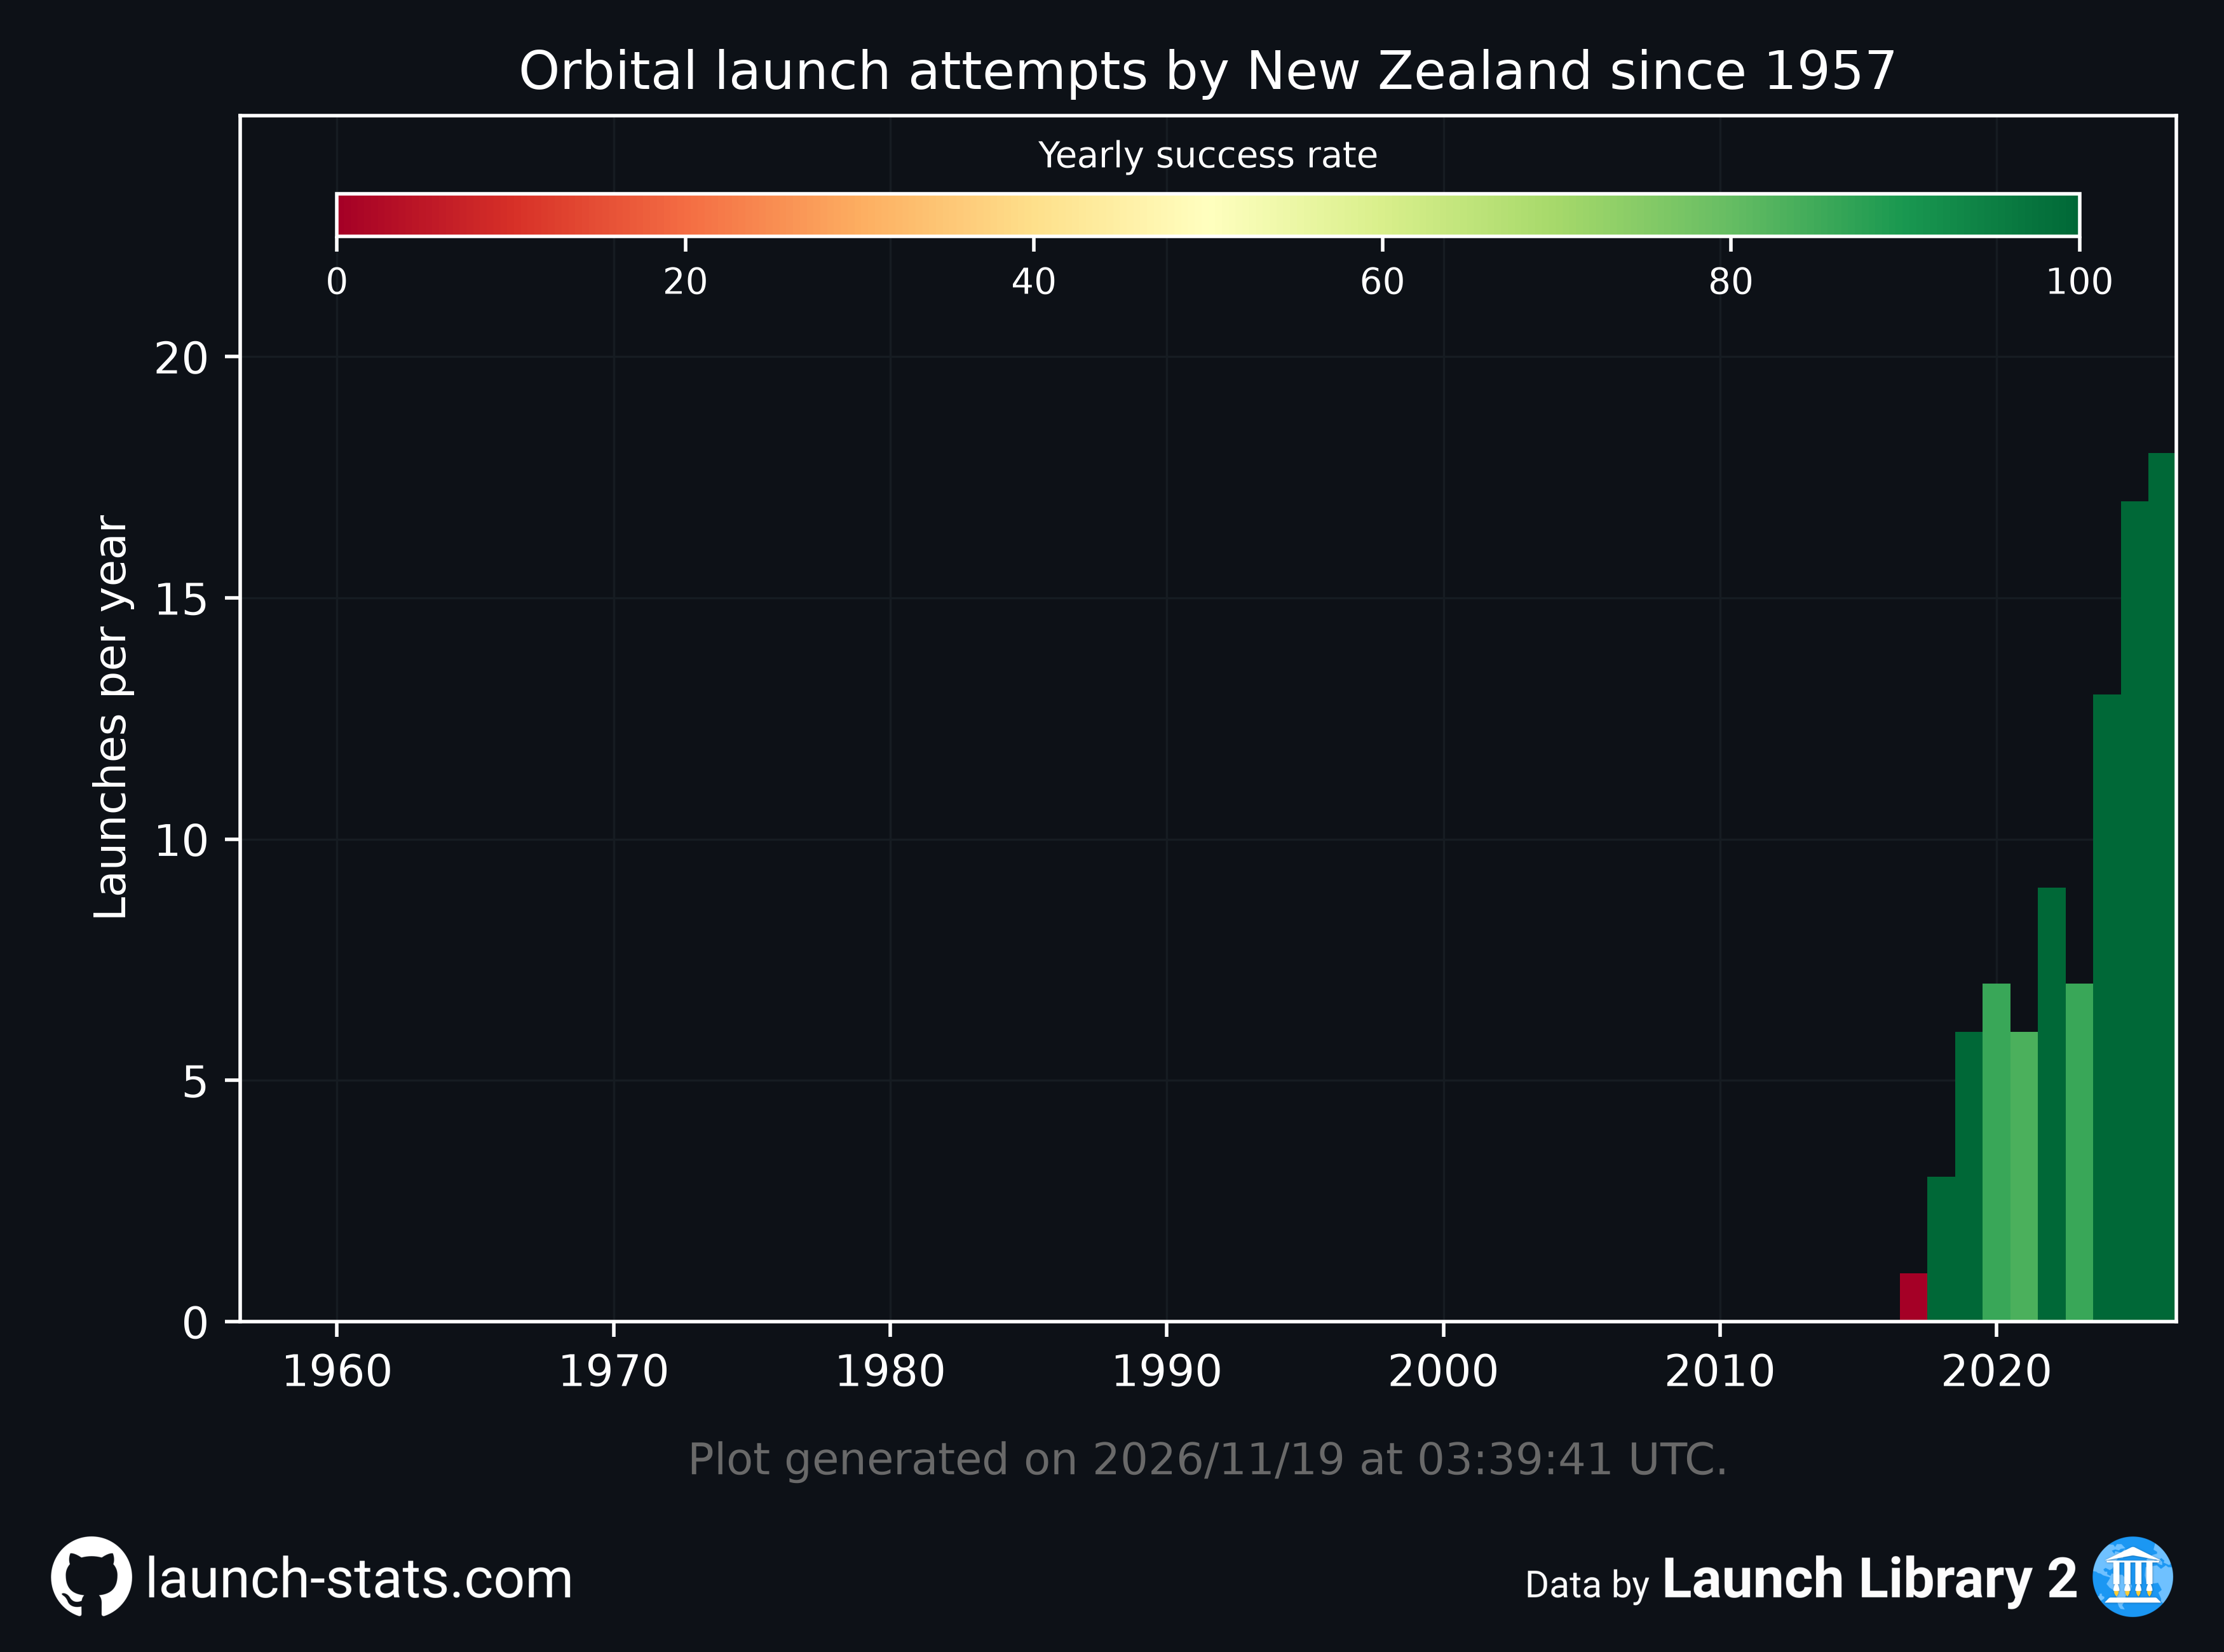 Orbital launch attempts by New Zealand since 1957
Yearly success rate
0 20 40 60 80 100
20
15
10
5
0
Launches per year
1960 1970 1980 1990 2000 2010 2020
Plot generated on 2026/11/19 at 03:39:41 UTC.
launch-stats.com
Data by Launch Library 2